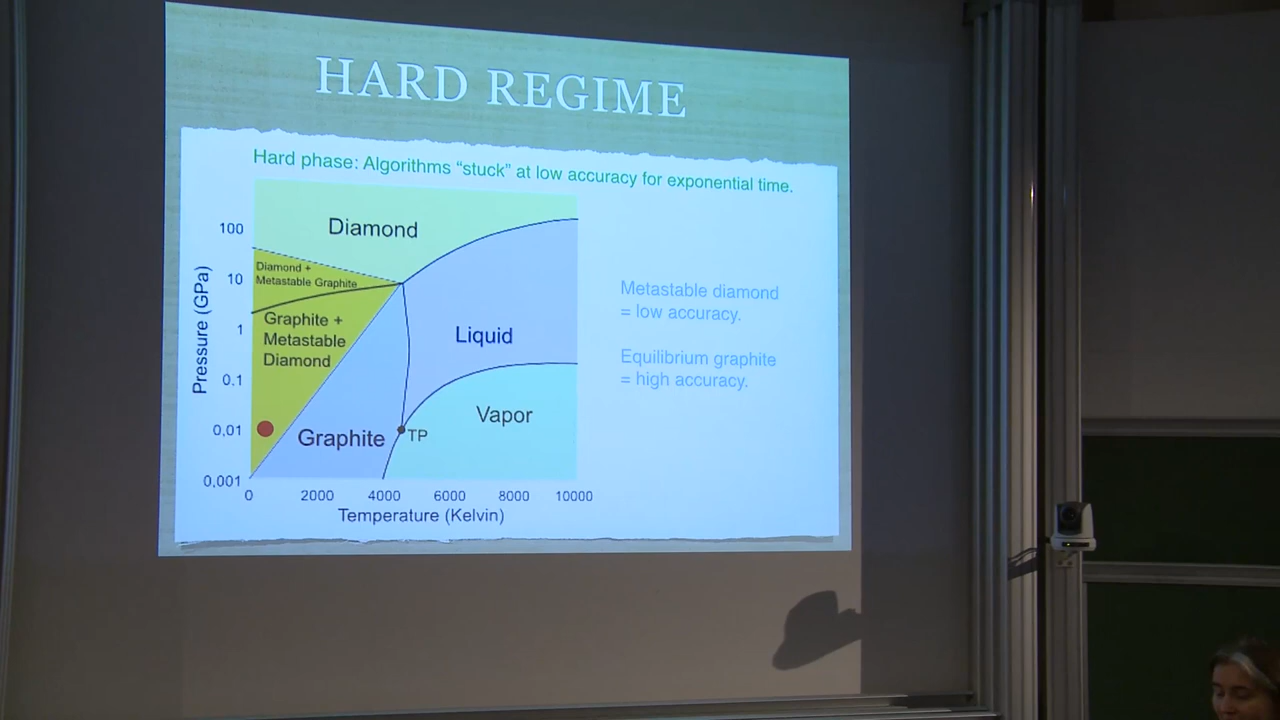 HARD REGIME
Hard phase: Algorithms “stuck” at low accuracy for exponential time.
Diamond
Diamond +
Metastable Graphite
Graphite +
Metastable
Diamond
Liquid
Vapor
Graphite
TP
Pressure (GPa)
100
10
1
0.1
0,01
0,001
0
2000
4000
6000
8000
10000
Temperature (Kelvin)
Metastable diamond
= low accuracy.
Equilibrium graphite
= high accuracy.